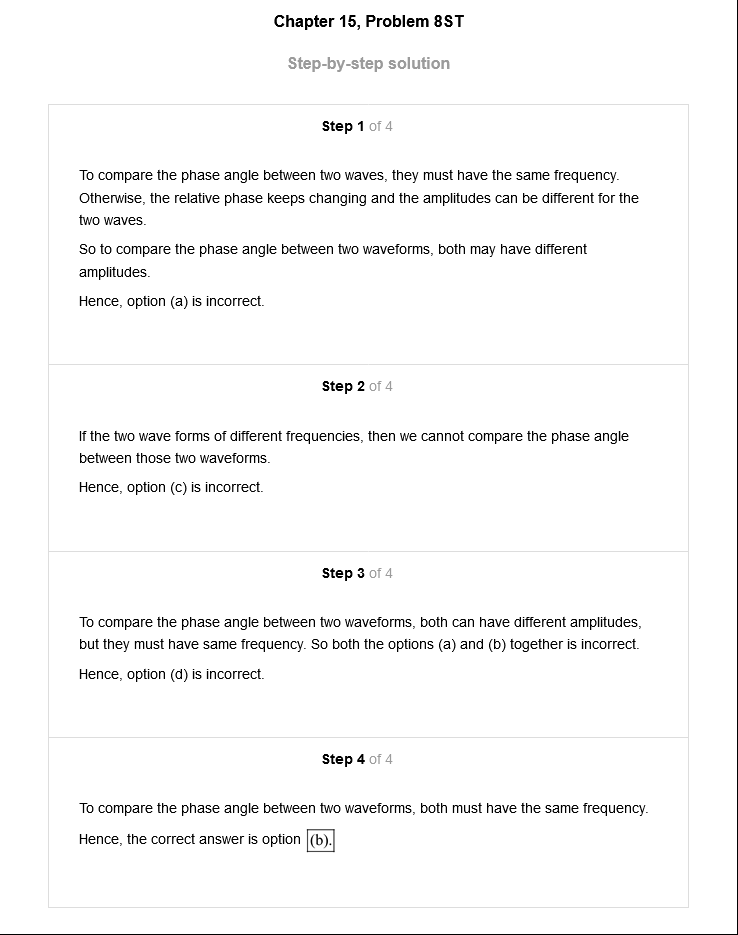 Chapter 15, Problem 8ST
Step-by-step solution
Step 1 of 4
To compare the phase angle between two waves, they must have the same frequency.
Otherwise, the relative phase keeps changing and the amplitudes can be different for the
two waves.
So to compare the phase angle between two waveforms, both may have different
amplitudes.
Hence, option (a) is incorrect.
Step 2 of 4
If the two wave forms of different frequencies, then we cannot compare the phase angle
between those two waveforms.
Hence, option (c) is incorrect.
Step 3 of 4
To compare the phase angle between two waveforms, both can have different amplitudes,
but they must have same frequency. So both the options (a) and (b) together is incorrect.
Hence, option (d) is incorrect.
Step 4 of 4
To compare the phase angle between two waveforms, both must have the same frequency.
Hence, the correct answer is option (b).